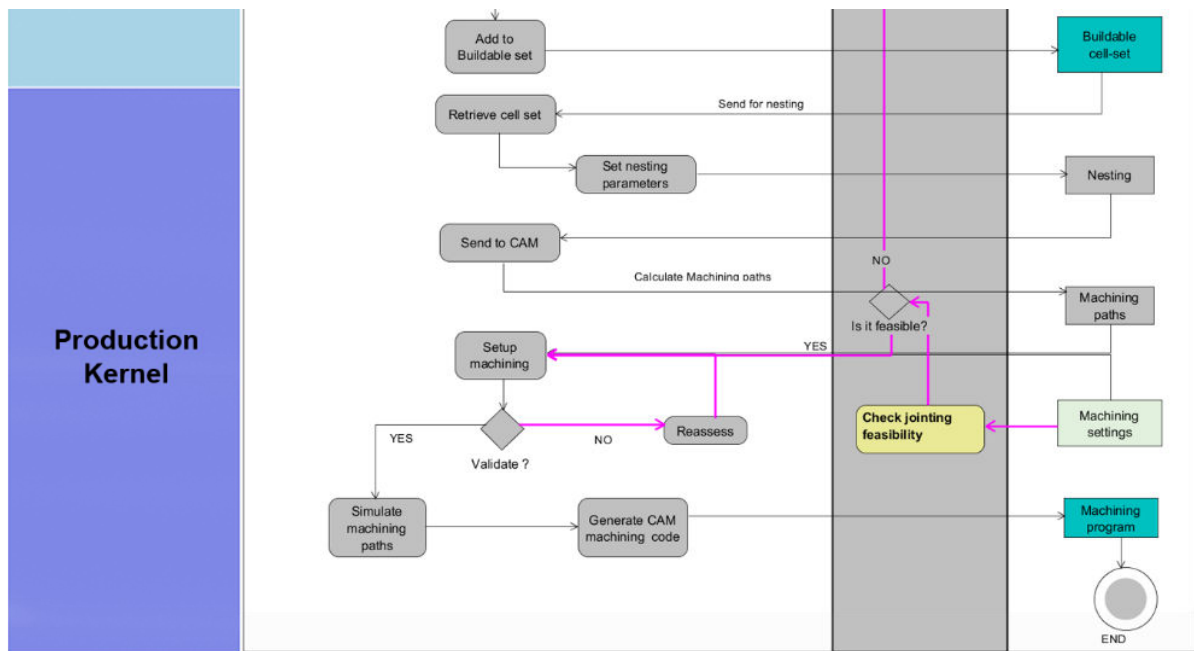 Add to
Buildable set
Buildable
cell-set
Send for nesting
Retrieve cell set
Set nesting
parameters
Nesting
Send to CAM
NO
Calculate Machining paths
Machining
paths
Is it feasible?
Production
Kernel
Setup
machining
YES
Check jointing
feasibility
Machining
settings
Reassess
YES
NO
Validate ?
Simulate
machining
paths
Generate CAM
machining code
Machining
program
END